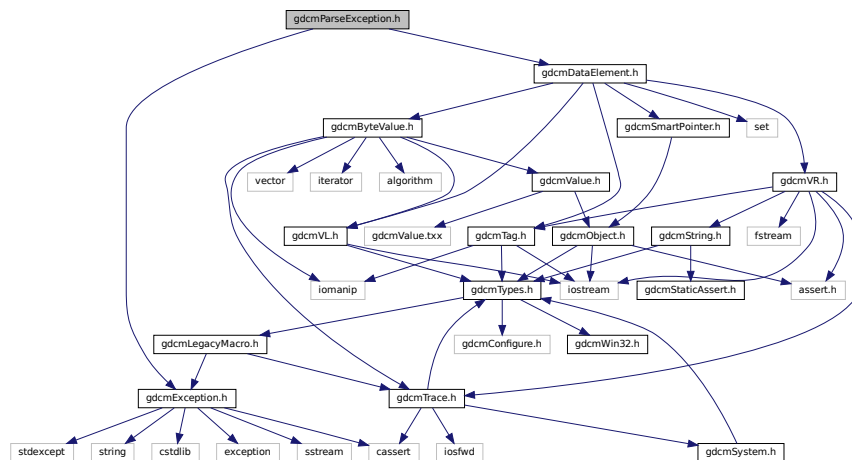 gdcmParseException.h
gdcmDataElement.h
gdcmByteValue.h
gdcmSmartPointer.h
set
vector
iterator
algorithm
gdcmValue.h
gdcmVR.h
gdcmVL.h
gdcmValue.txx
gdcmTag.h
gdcmObject.h
gdcmString.h
fstream
iomanip
gdcmTypes.h
iostream
gdcmStaticAssert.h
assert.h
gdcmLegacyMacro.h
gdcmConfigure.h
gdcmWin32.h
gdcmException.h
gdcmTrace.h
stdexcept
string
cstdlib
exception
sstream
cassert
iosfwd
gdcmSystem.h